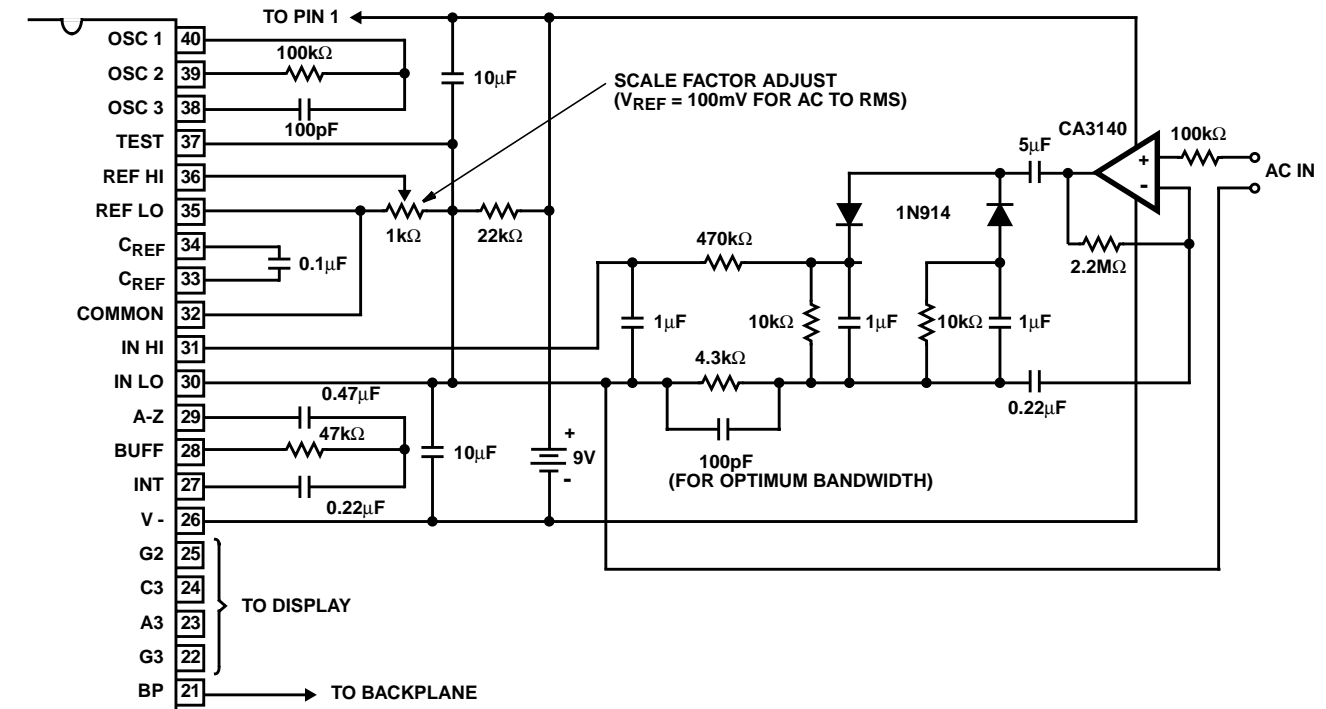 TO PIN 1
OSC 1 40
100kΩ
OSC 2 39
10μF
SCALE FACTOR ADJUST
(VREF = 100mV FOR AC TO RMS)
OSC 3 38
100pF
TEST 37
CA3140
100kΩ
5μF
+
-
AC IN
REF HI 36
REF LO 35
1kΩ
22kΩ
1N914
470kΩ
2.2MΩ
CREF 34
0.1μF
CREF 33
COMMON 32
1μF
10kΩ
1μF
10kΩ
1μF
IN HI 31
4.3kΩ
IN LO 30
0.47μF
0.22μF
A-Z 29
47kΩ
BUFF 28
10μF
+
9V
-
100pF
(FOR OPTIMUM BANDWIDTH)
INT 27
0.22μF
V - 26
G2 25
C3 24
TO DISPLAY
A3 23
G3 22
BP 21
TO BACKPLANE